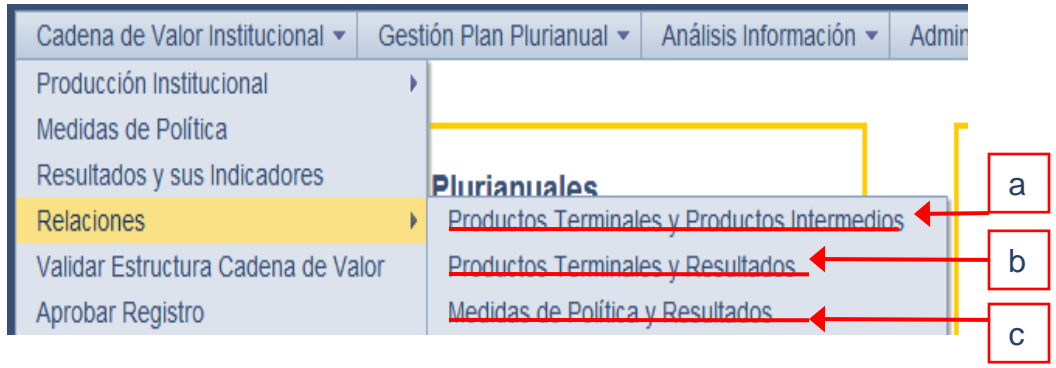 Cadena de Valor Institucional Gestión Plan Plurianual Análisis Información Admin
Producción Institucional
Medidas de Política
Resultados y sus Indicadores
Plurianuales
a
Relaciones
Productos Terminales y Productos Intermedios
Validar Estructura Cadena de Valor
Productos Terminales y Resultados
b
Aprobar Registro
Medidas de Política y Resultados
c